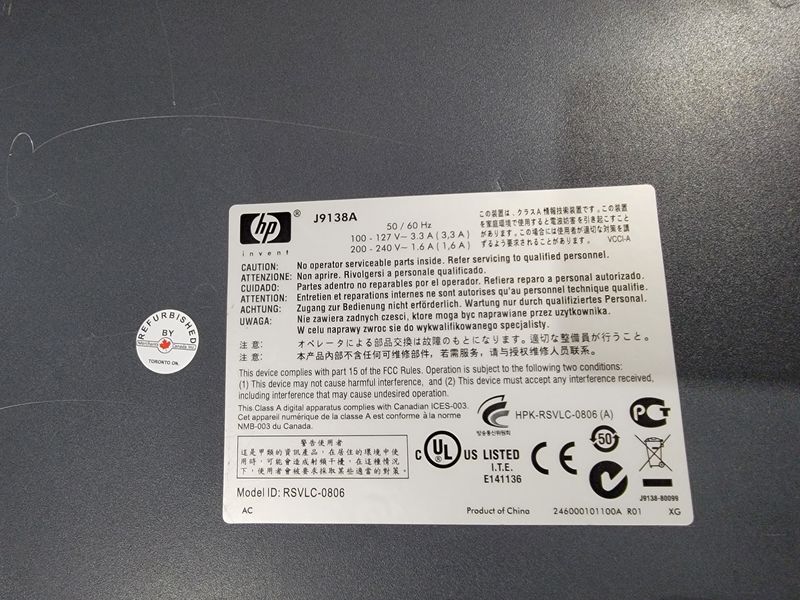 REFURBISHED
BY
Merchants Canada Inc
TORONTO ON
hp ®
invent
J9138A
50 / 60 Hz
100 - 127 V~ 3.3 A ( 3,3 A )
200 - 240 V~ 1.6 A ( 1,6 A )
この装置は、クラスA情報技術装置です。この装置
を家庭環境で使用すると電波妨害を引き起こすこと
があります。この場合には使用者が適切な対策を講
ずるよう要求されることがあります。 VCCI-A
CAUTION: No operator serviceable parts inside. Refer servicing to qualified personnel.
ATTENZIONE: Non aprire. Rivolgersi a personale qualificado.
CUIDADO: Partes adentro no reparables por el operador. Refiera reparo a personal autorizado.
ATTENTION: Entretien et reparations internes ne sont autorises qu'au personnel technique qualifie.
ACHTUNG: Zugang zur Bedienung nicht erförderlich. Wartung nur durch qualifiziertes Personal.
UWAGA: Nie zawiera zadnych czesci, ktore moga byc naprawiane przez uzytkownika.
W celu naprawy zwroc sie do wykwalifikowanego specjalisty.
注意: オペレータによる部品交換は故障のもとになります。適切な整備員が行うこと。
注意: 本产品內部不含任何可维修部件，若需服务，请与授权维修人员联系。
This device complies with part 15 of the FCC Rules. Operation is subject to the following two conditions:
(1) This device may not cause harmful interference, and (2) This device must accept any interference received,
including interference that may cause undesired operation.
This Class A digital apparatus complies with Canadian ICES-003.
Cet appareil numérique de la classe A est conforme à la norme
NMB-003 du Canada.
방송통신위원회
HPK-RSVLC-0806 (A)
警告使用者
這是甲類的資訊產品，在居住的環境中使
用時，可能會造成射頻干擾，在這種情況
下，使用者會被要求採取某些適當的對策。
C UL US LISTED
I.T.E.
E141136
CE
50
J9138-80099
Model ID: RSVLC-0806
AC
Product of China
246000101100A R01
XG